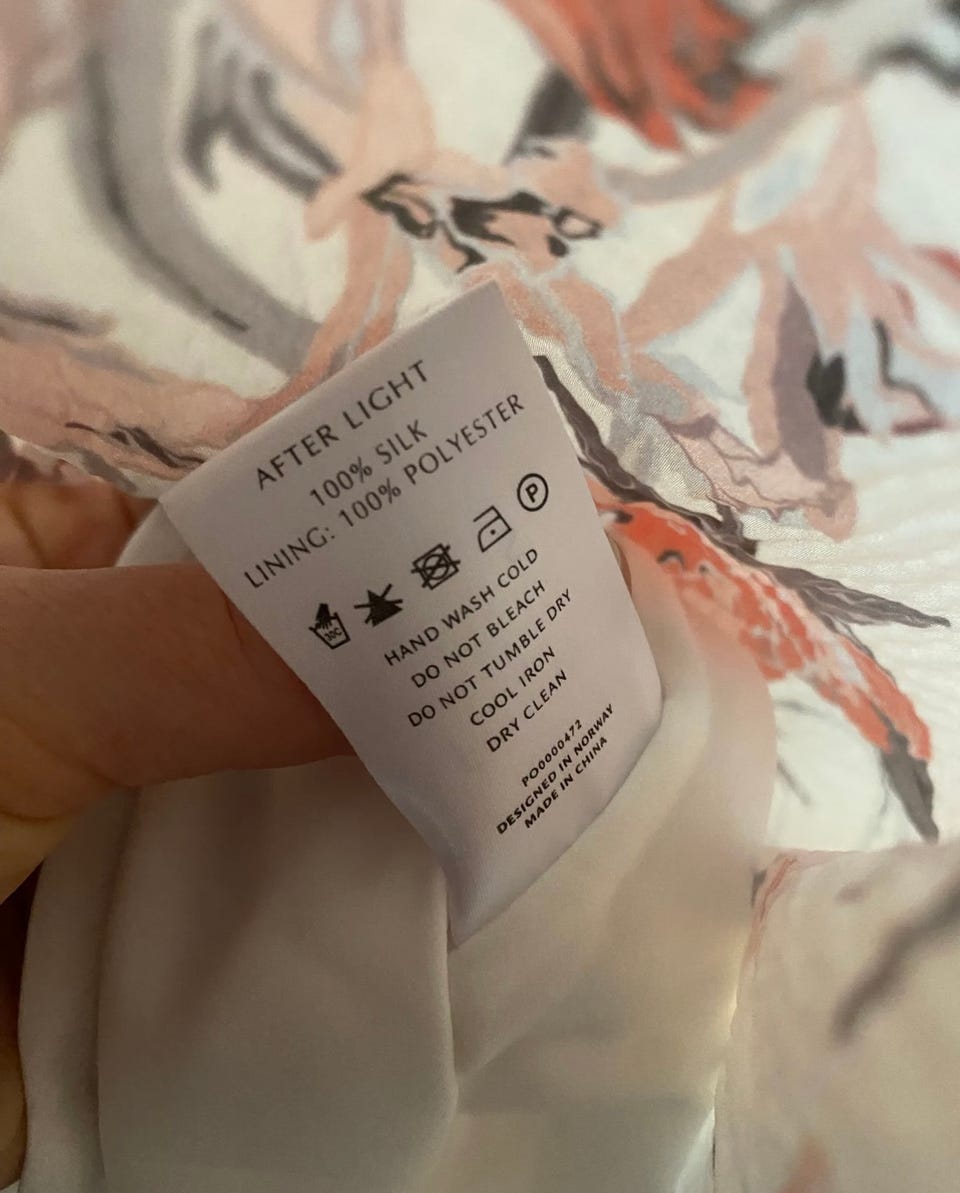 AFTER LIGHT
100% SILK
LINING: 100% POLYESTER
30C P
HAND WASH COLD
DO NOT BLEACH
DO NOT TUMBLE DRY
COOL IRON
DRY CLEAN
PO0000472
DESIGNED IN NORWAY
MADE IN CHINA